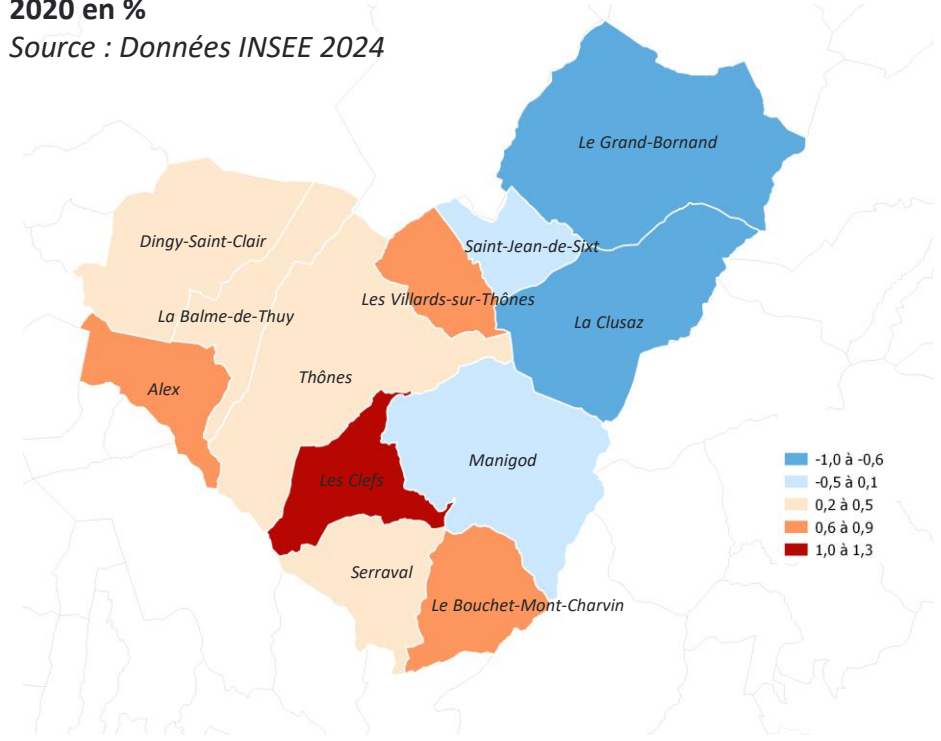 2020 en %
Source : Données INSEE 2024
Le Grand-Bornand
Dingy-Saint-Clair
Saint-Jean-de-Sixt
Les Villards-sur-Thônes
La Balme-de-Thuy
La Clusaz
Thônes
Alex
Manigod
Les Clefs
Serraval
Le Bouchet-Mont-Charvin
-1,0 à -0,6
-0,5 à 0,1
0,2 à 0,5
0,6 à 0,9
1,0 à 1,3